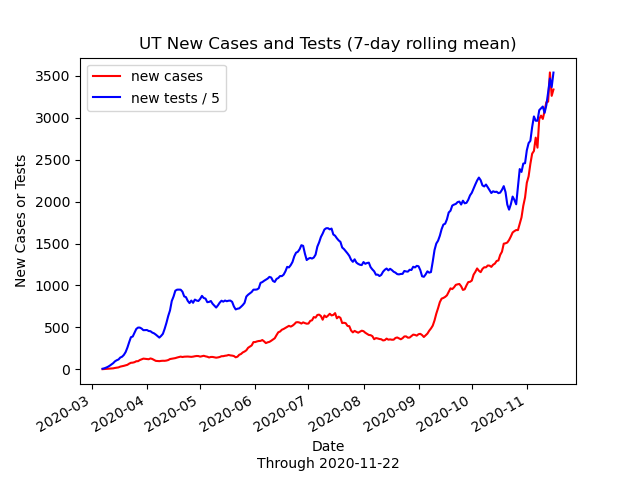 UT New Cases and Tests (7-day rolling mean)
new cases
new tests / 5
New Cases or Tests
3500
3000
2500
2000
1500
1000
500
0
2020-03
2020-04
2020-05
2020-06
2020-07
2020-08
2020-09
2020-10
2020-11
Date
Through 2020-11-22